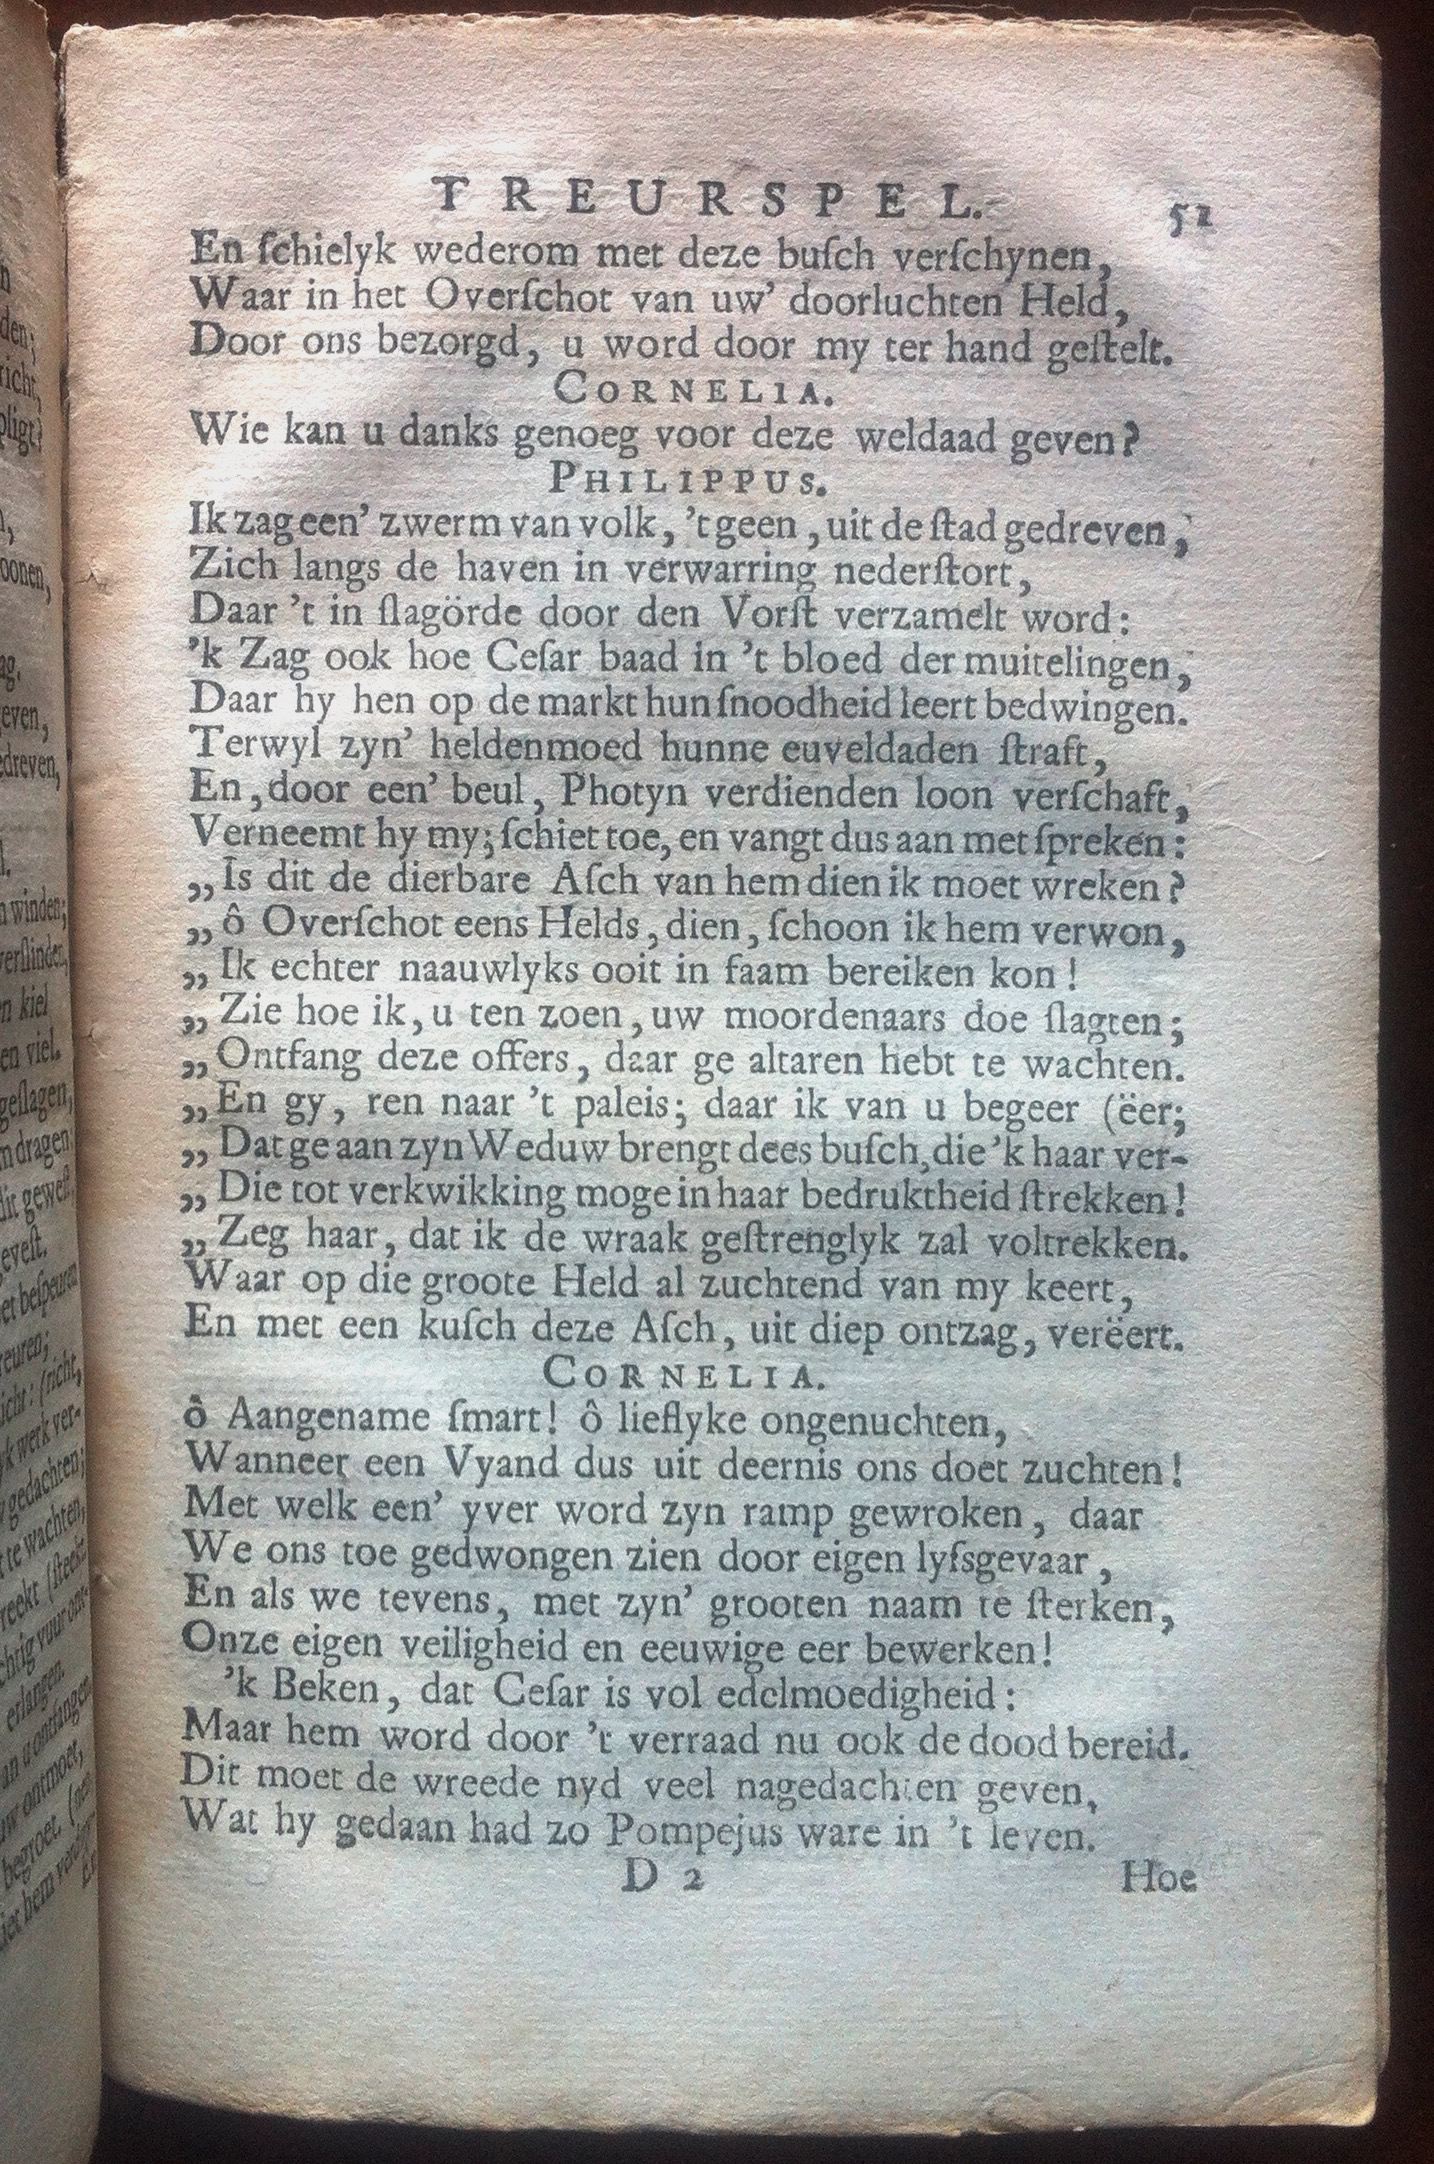 TREURSPEL. 51
En ſchielyk wederom met deze buſch verſchynen,
Waar in het Overſchot van uw' doorluchten Held,
Door ons bezorgd, u word door my ter hand geſtelt.
CORNELIA.
Wie kan u danks genoeg voor deze weldaad geven?
PHILIPPUS.
Ik zag een' zwerm van volk, 't geen, uit de ſtad gedreven,
Zich langs de haven in verwarring nederſtort,
Daar 't in ſlagörde door den Vorſt verzamelt word:
'k Zag ook hoe Ceſar baad in 't bloed der muitelingen,
Daar hy hen op de markt hun ſnoodheid leert bedwingen.
Terwyl zyn' heldenmoed hunne euveldaden ſtraft,
En, door een' beul, Photyn verdienden loon verſchaft,
Verneemt hy my; ſchiet toe, en vangt dus aan met ſpreken:
„Is dit de dierbare Aſch van hem dien ik moet wreken?
„ô Overſchot eens Helds, dien, ſchoon ik hem verwon,
„Ik echter naauwlyks ooit in faam bereiken kon!
„Zie hoe ik, u ten zoen, uw moordenaars doe ſlagten;
„Ontfang deze offers, daar ge altaren hebt te wachten.
„En gy, ren naar 't paleis; daar ik van u begeer (ëer;
„Dat ge aan zyn Weduw brengt dees buſch, die 'k haar ver-
„Die tot verkwikking moge in haar bedruktheid ſtrekken!
„Zeg haar, dat ik de wraak geſtrenglyk zal voltrekken.
Waar op die groote Held al zuchtend van my keert,
En met een kuſch deze Aſch, uit diep ontzag, verëert.
CORNELIA.
ô Aangename ſmart! ô lieflyke ongenuchten,
Wanneer een Vyand dus uit deernis ons doet zuchten!
Met welk een' yver word zyn ramp gewroken, daar
We ons toe gedwongen zien door eigen lyfsgevaar,
En als we tevens, met zyn' grooten naam te ſterken,
Onze eigen veiligheid en eeuwige eer bewerken!
'k Beken, dat Ceſar is vol edelmoedigheid:
Maar hem word door 't verraad nu ook de dood bereid.
Dit moet de wreede nyd veel nagedachten geven,
Wat hy gedaan had zo Pompejus ware in 't leven.
D 2 Hoe